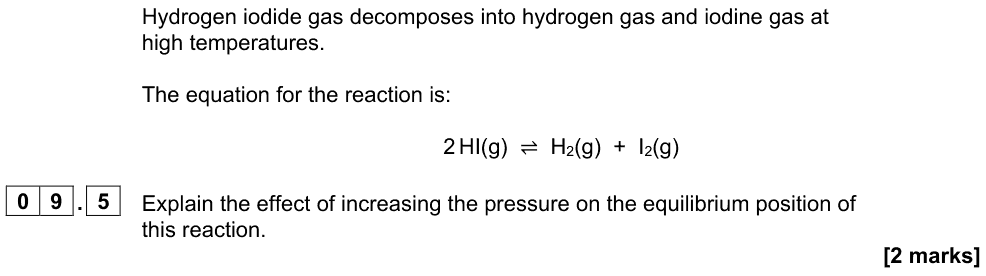 Hydrogen iodide gas decomposes into hydrogen gas and iodine gas at
high temperatures.
The equation for the reaction is:
2 HI(g) ⇌ H₂(g) + I₂(g)
0 9 . 5 Explain the effect of increasing the pressure on the equilibrium position of
this reaction.
[2 marks]